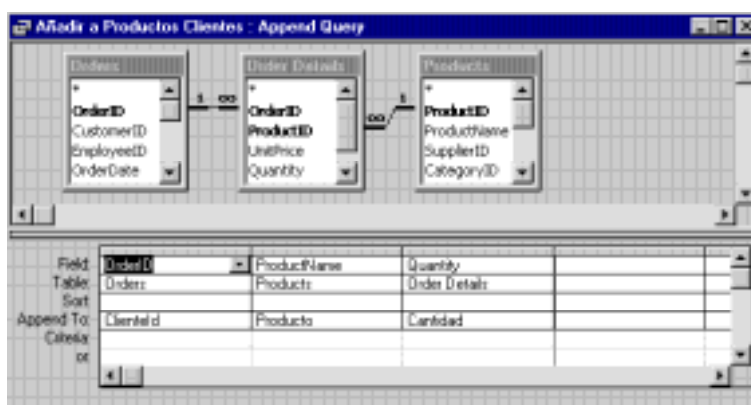 Añadir a Productos Clientes : Append Query
Orders
*
OrderID
CustomerID
EmployeeID
OrderDate
1 ∞
Order Details
*
OrderID
ProductID
UnitPrice
Quantity
∞ 1
Products
*
ProductID
ProductName
SupplierID
CategoryID
Field: OrderID ProductName Quantity
Table: Orders Products Order Details
Sort:
Append To: ClienteId Producto Cantidad
Criteria:
or: